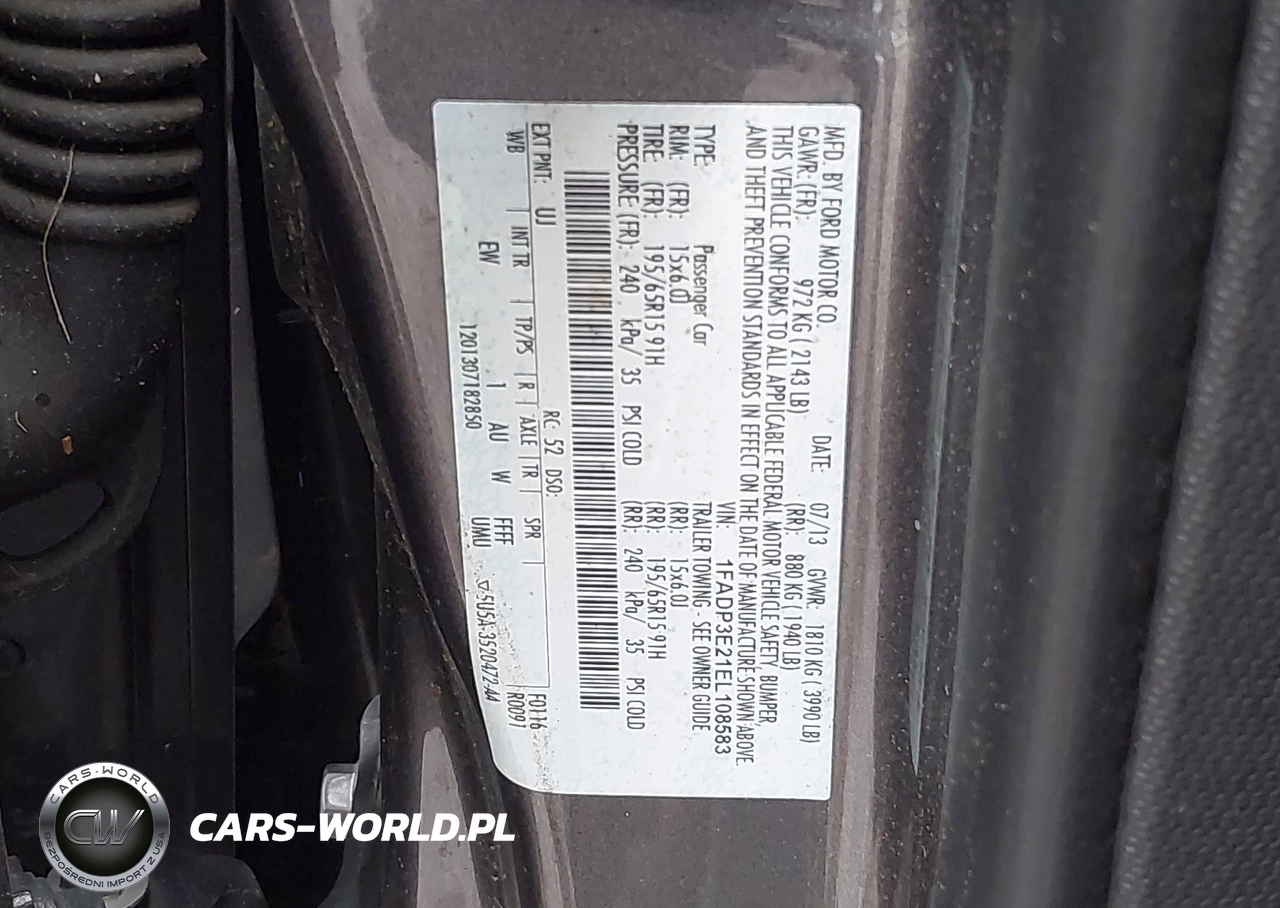 MFD. BY FORD MOTOR CO.
DATE: 07/13 GVWR: 1810 KG ( 3990 LB)
GAWR: (FR): 972 KG ( 2143 LB) (RR): 880 KG ( 1940 LB)
THIS VEHICLE CONFORMS TO ALL APPLICABLE FEDERAL MOTOR VEHICLE SAFETY, BUMPER,
AND THEFT PREVENTION STANDARDS IN EFFECT ON THE DATE OF MANUFACTURE SHOWN ABOVE.
VIN: 1FADP3E21EL108583
TYPE: Passenger Car TRAILER TOWING - SEE OWNER GUIDE
RIM: (FR): 15x6.0J (RR): 15x6.0J
TIRE: (FR): 195/65R15 91H (RR): 195/65R15 91H
PRESSURE: (FR): 240 kPa/ 35 PSI COLD (RR): 240 kPa/ 35 PSI COLD
EXT PNT: UJ RC: 52 DSO: F0116
WB INT TR TP/PS R AXLE TR SPR R0091
EW 1 AU W FFFF
UMU 5U5A-3520472-AA
1201307182850
CARS-WORLD
CW
BEZPOŚREDNI IMPORT Z USA
CARS-WORLD.PL